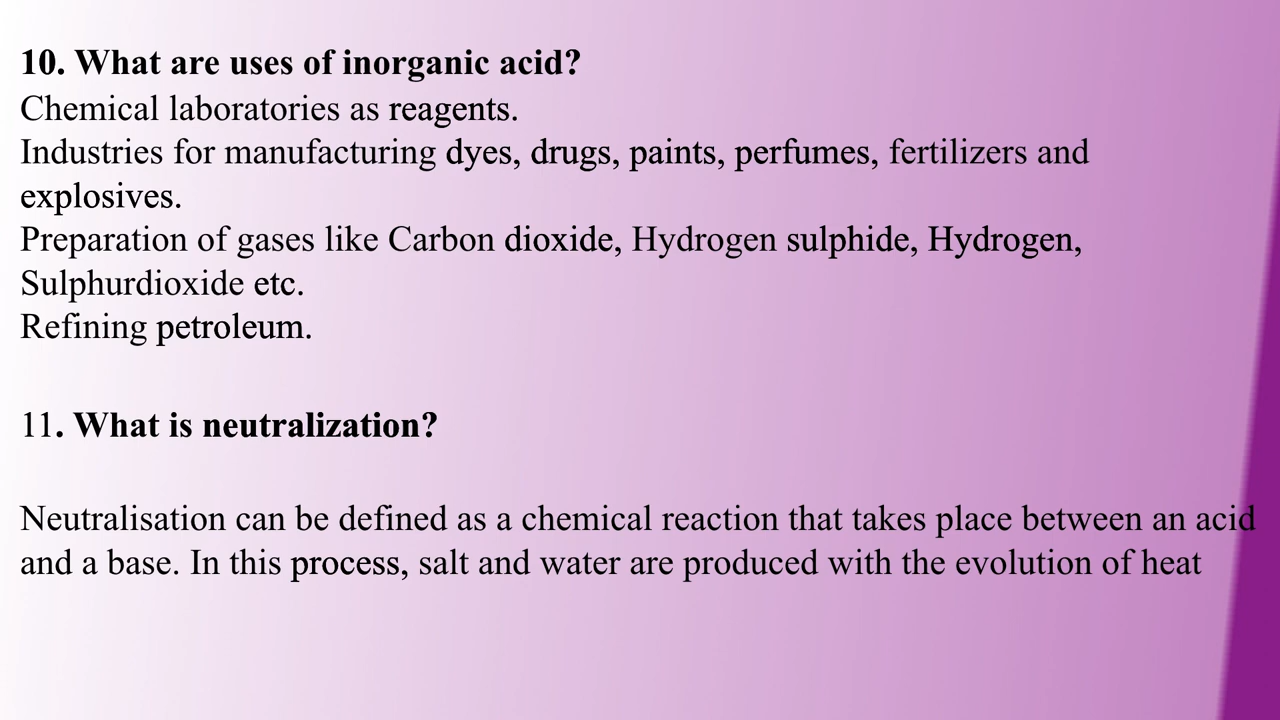 10. What are uses of inorganic acid?
Chemical laboratories as reagents.
Industries for manufacturing dyes, drugs, paints, perfumes, fertilizers and
explosives.
Preparation of gases like Carbon dioxide, Hydrogen sulphide, Hydrogen,
Sulphurdioxide etc.
Refining petroleum.
11. What is neutralization?
Neutralisation can be defined as a chemical reaction that takes place between an acid
and a base. In this process, salt and water are produced with the evolution of heat